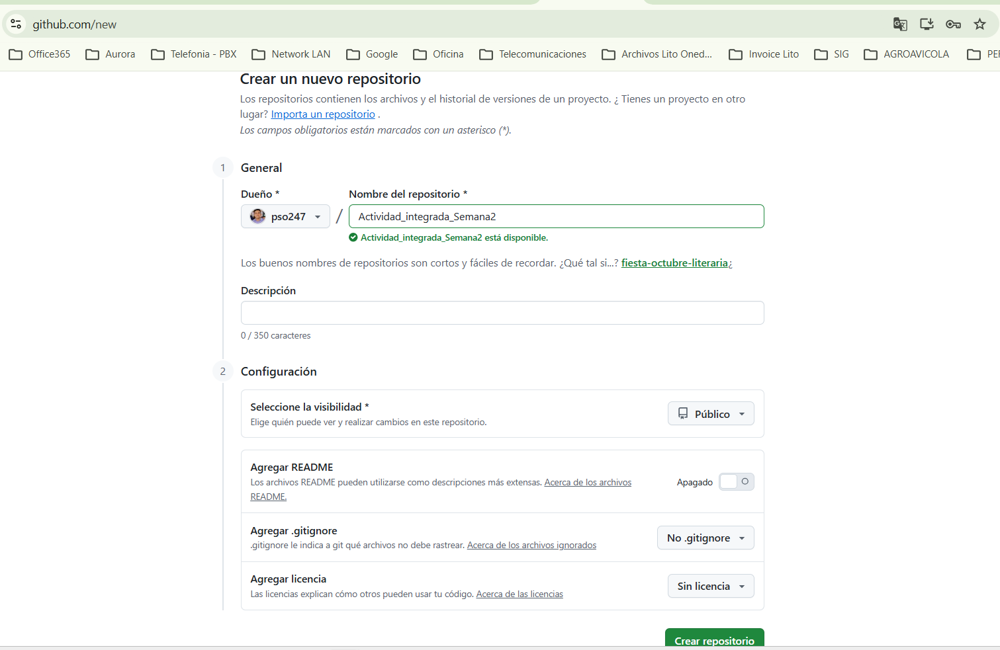 github.com/new
Office365 Aurora Telefonia - PBX Network LAN Google Oficina Telecomunicaciones Archivos Lito Oned... Invoice Lito SIG AGROAVICOLA
Crear un nuevo repositorio
Los repositorios contienen los archivos y el historial de versiones de un proyecto. ¿ Tienes un proyecto en otro
lugar? Importa un repositorio .
Los campos obligatorios están marcados con un asterisco (*).
1 General
Dueño * Nombre del repositorio *
pso247 / Actividad_integrada_Semana2
Actividad_integrada_Semana2 está disponible.
Los buenos nombres de repositorios son cortos y fáciles de recordar. ¿Qué tal si...? fiesta-octubre-literaria¿
Descripción
0 / 350 caracteres
2 Configuración
Seleccione la visibilidad *
Elige quién puede ver y realizar cambios en este repositorio.
Público
Agregar README
Los archivos README pueden utilizarse como descripciones más extensas. Acerca de los archivos
README.
Apagado
Agregar .gitignore
.gitignore le indica a git qué archivos no debe rastrear. Acerca de los archivos ignorados
No .gitignore
Agregar licencia
Las licencias explican cómo otros pueden usar tu código. Acerca de las licencias
Sin licencia
Crear repositorio